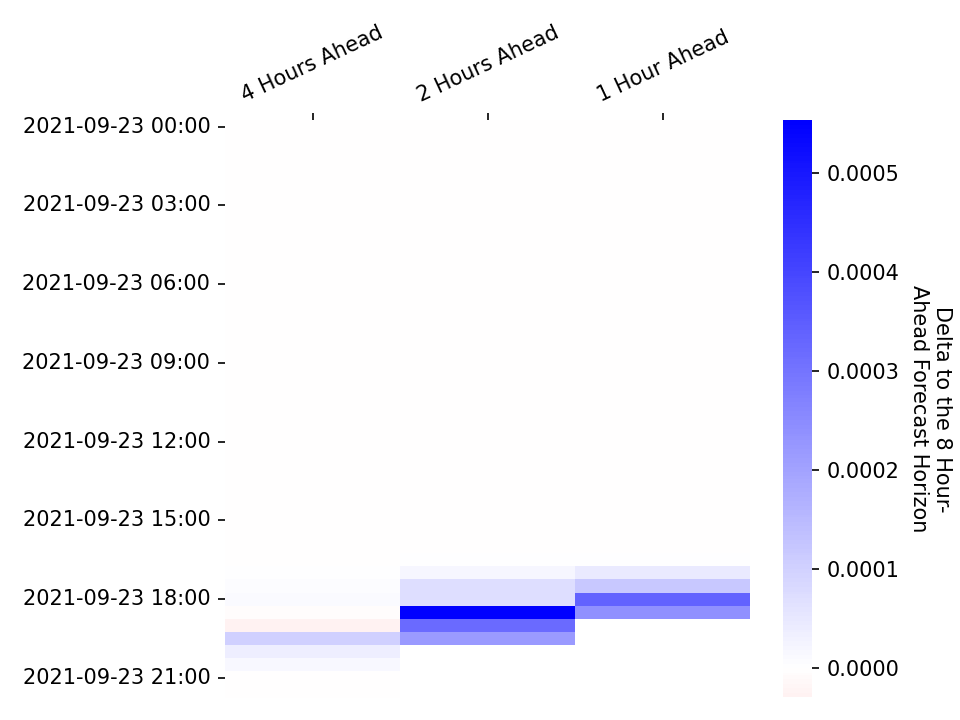 4 Hours Ahead
2 Hours Ahead
1 Hour Ahead
2021-09-23 00:00
2021-09-23 03:00
2021-09-23 06:00
2021-09-23 09:00
2021-09-23 12:00
2021-09-23 15:00
2021-09-23 18:00
2021-09-23 21:00
0.0005
0.0004
0.0003
0.0002
0.0001
0.0000
Delta to the 8 Hour-
Ahead Forecast Horizon